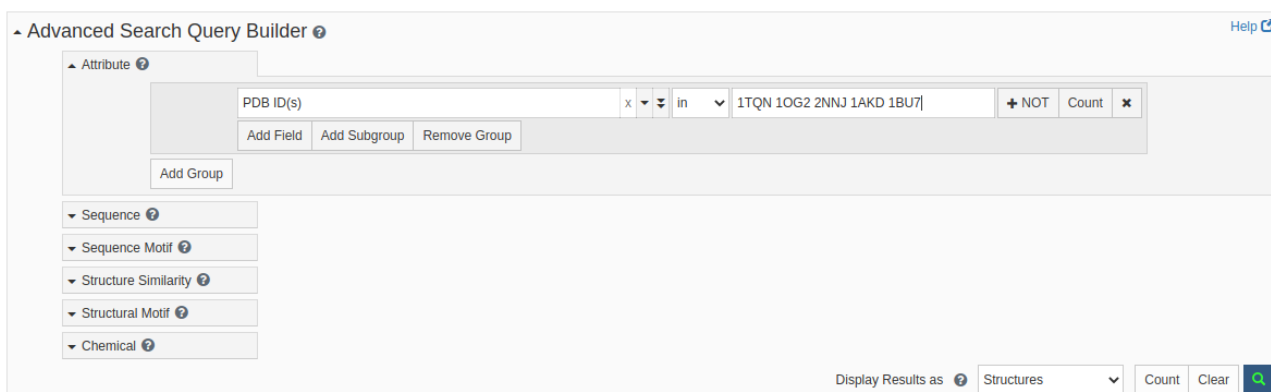 Advanced Search Query Builder
Help
Attribute
PDB ID(s) x in 1TQN 1OG2 2NNJ 1AKD 1BU7 + NOT Count ×
Add Field Add Subgroup Remove Group
Add Group
Sequence
Sequence Motif
Structure Similarity
Structural Motif
Chemical
Display Results as Structures Count Clear